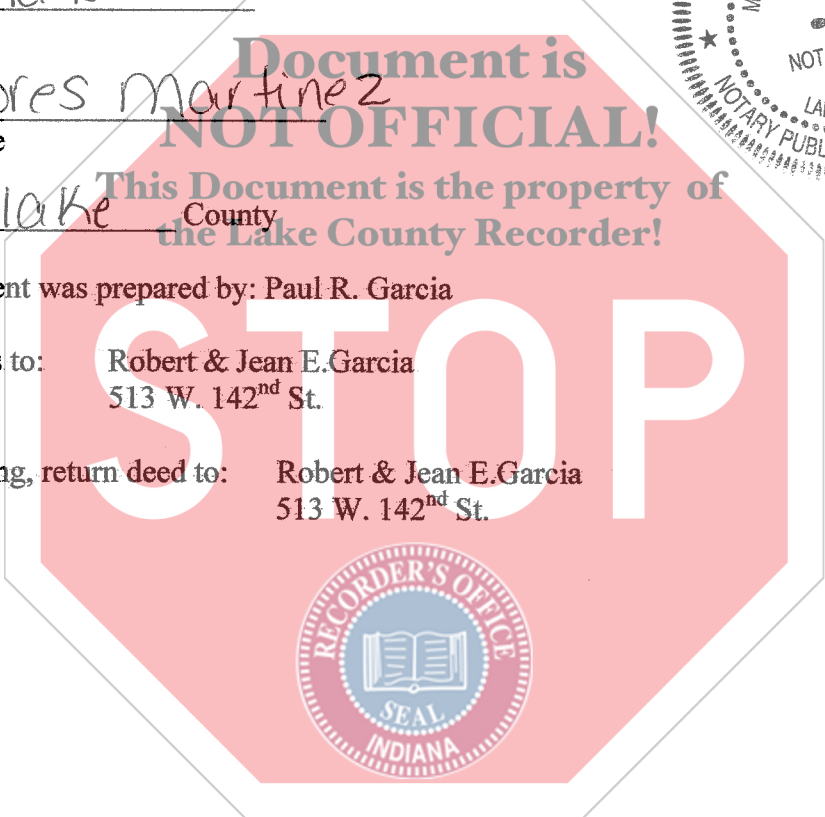 Document is
ores Martinez
NOT OFFICIAL!
This Document is the property of
lake County
the Lake County Recorder!
ent was prepared by: Paul R. Garcia
STOP
s to: Robert & Jean E.Garcia
513 W. 142nd St.
ng, return deed to: Robert & Jean E.Garcia
513 W. 142nd St.
RECORDER'S OFFICE
SEAL
INDIANA
NOT
NOTARY PUBL